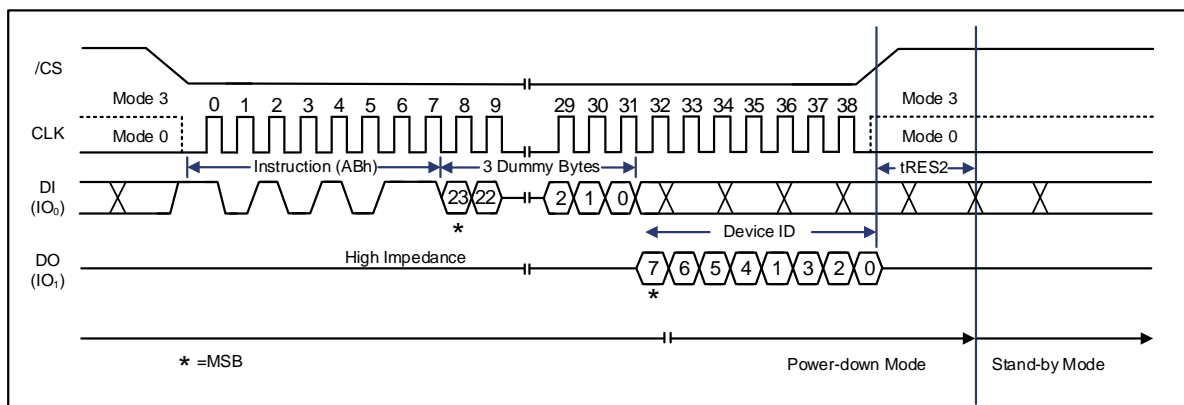 /CS
Mode 3 0 1 2 3 4 5 6 7 8 9 29 30 31 32 33 34 35 36 37 38 Mode 3
CLK Mode 0 Mode 0
Instruction (ABh) 3 Dummy Bytes tRES2
DI
(IO₀)
23 22 2 1 0
*
Device ID
DO
(IO₁)
High Impedance
7 6 5 4 1 3 2 0
*
* =MSB
Power-down Mode Stand-by Mode